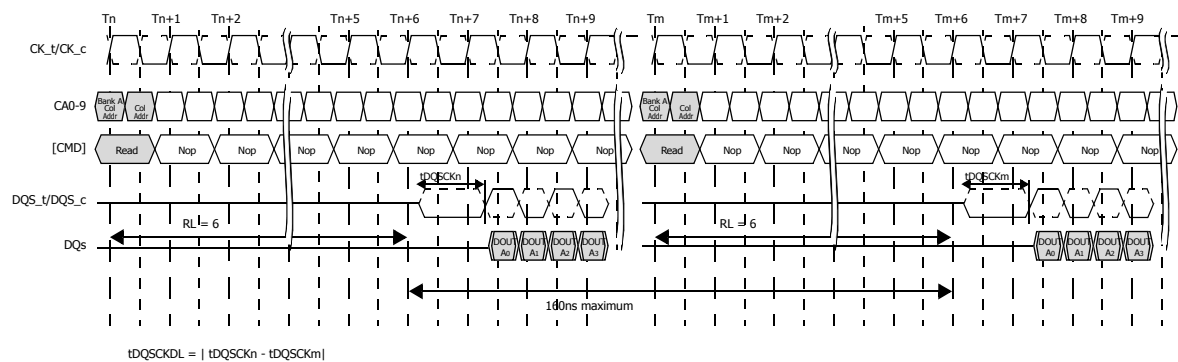 Tn Tn+1 Tn+2 Tn+5 Tn+6 Tn+7 Tn+8 Tn+9 Tm Tm+1 Tm+2 Tm+5 Tm+6 Tm+7 Tm+8 Tm+9
CK_t/CK_c
CA0-9 Bank A Col Addr Col Addr Bank A Col Addr Col Addr
[CMD] Read Nop Nop Nop Nop Nop Nop Nop Read Nop Nop Nop Nop Nop Nop Nop
tDQSCKn tDQSCKm
DQS_t/DQS_c
RL = 6 RL = 6
DQs DOUT A0 DOUT A1 DOUT A2 DOUT A3 DOUT A0 DOUT A1 DOUT A2 DOUT A3
160ns maximum
tDQSCKDL = | tDQSCKn - tDQSCKm|